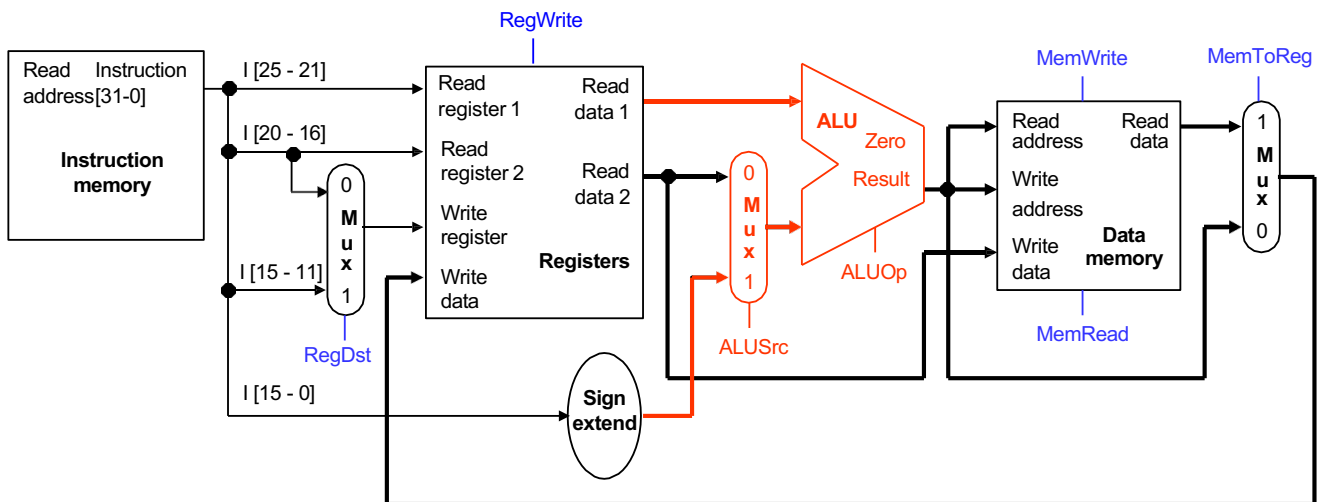 RegWrite
Read Instruction
address[31-0]
Instruction
memory
I [25 - 21]
I [20 - 16]
I [15 - 11]
I [15 - 0]
0
M
u
x
1
RegDst
Read
register 1
Read
register 2
Write
register
Write
data
Read
data 1
Read
data 2
Registers
Sign
extend
0
M
u
x
1
ALUSrc
ALU
Zero
Result
ALUOp
MemWrite
Read
address
Write
address
Write
data
Read
data
Data
memory
MemRead
MemToReg
1
M
u
x
0